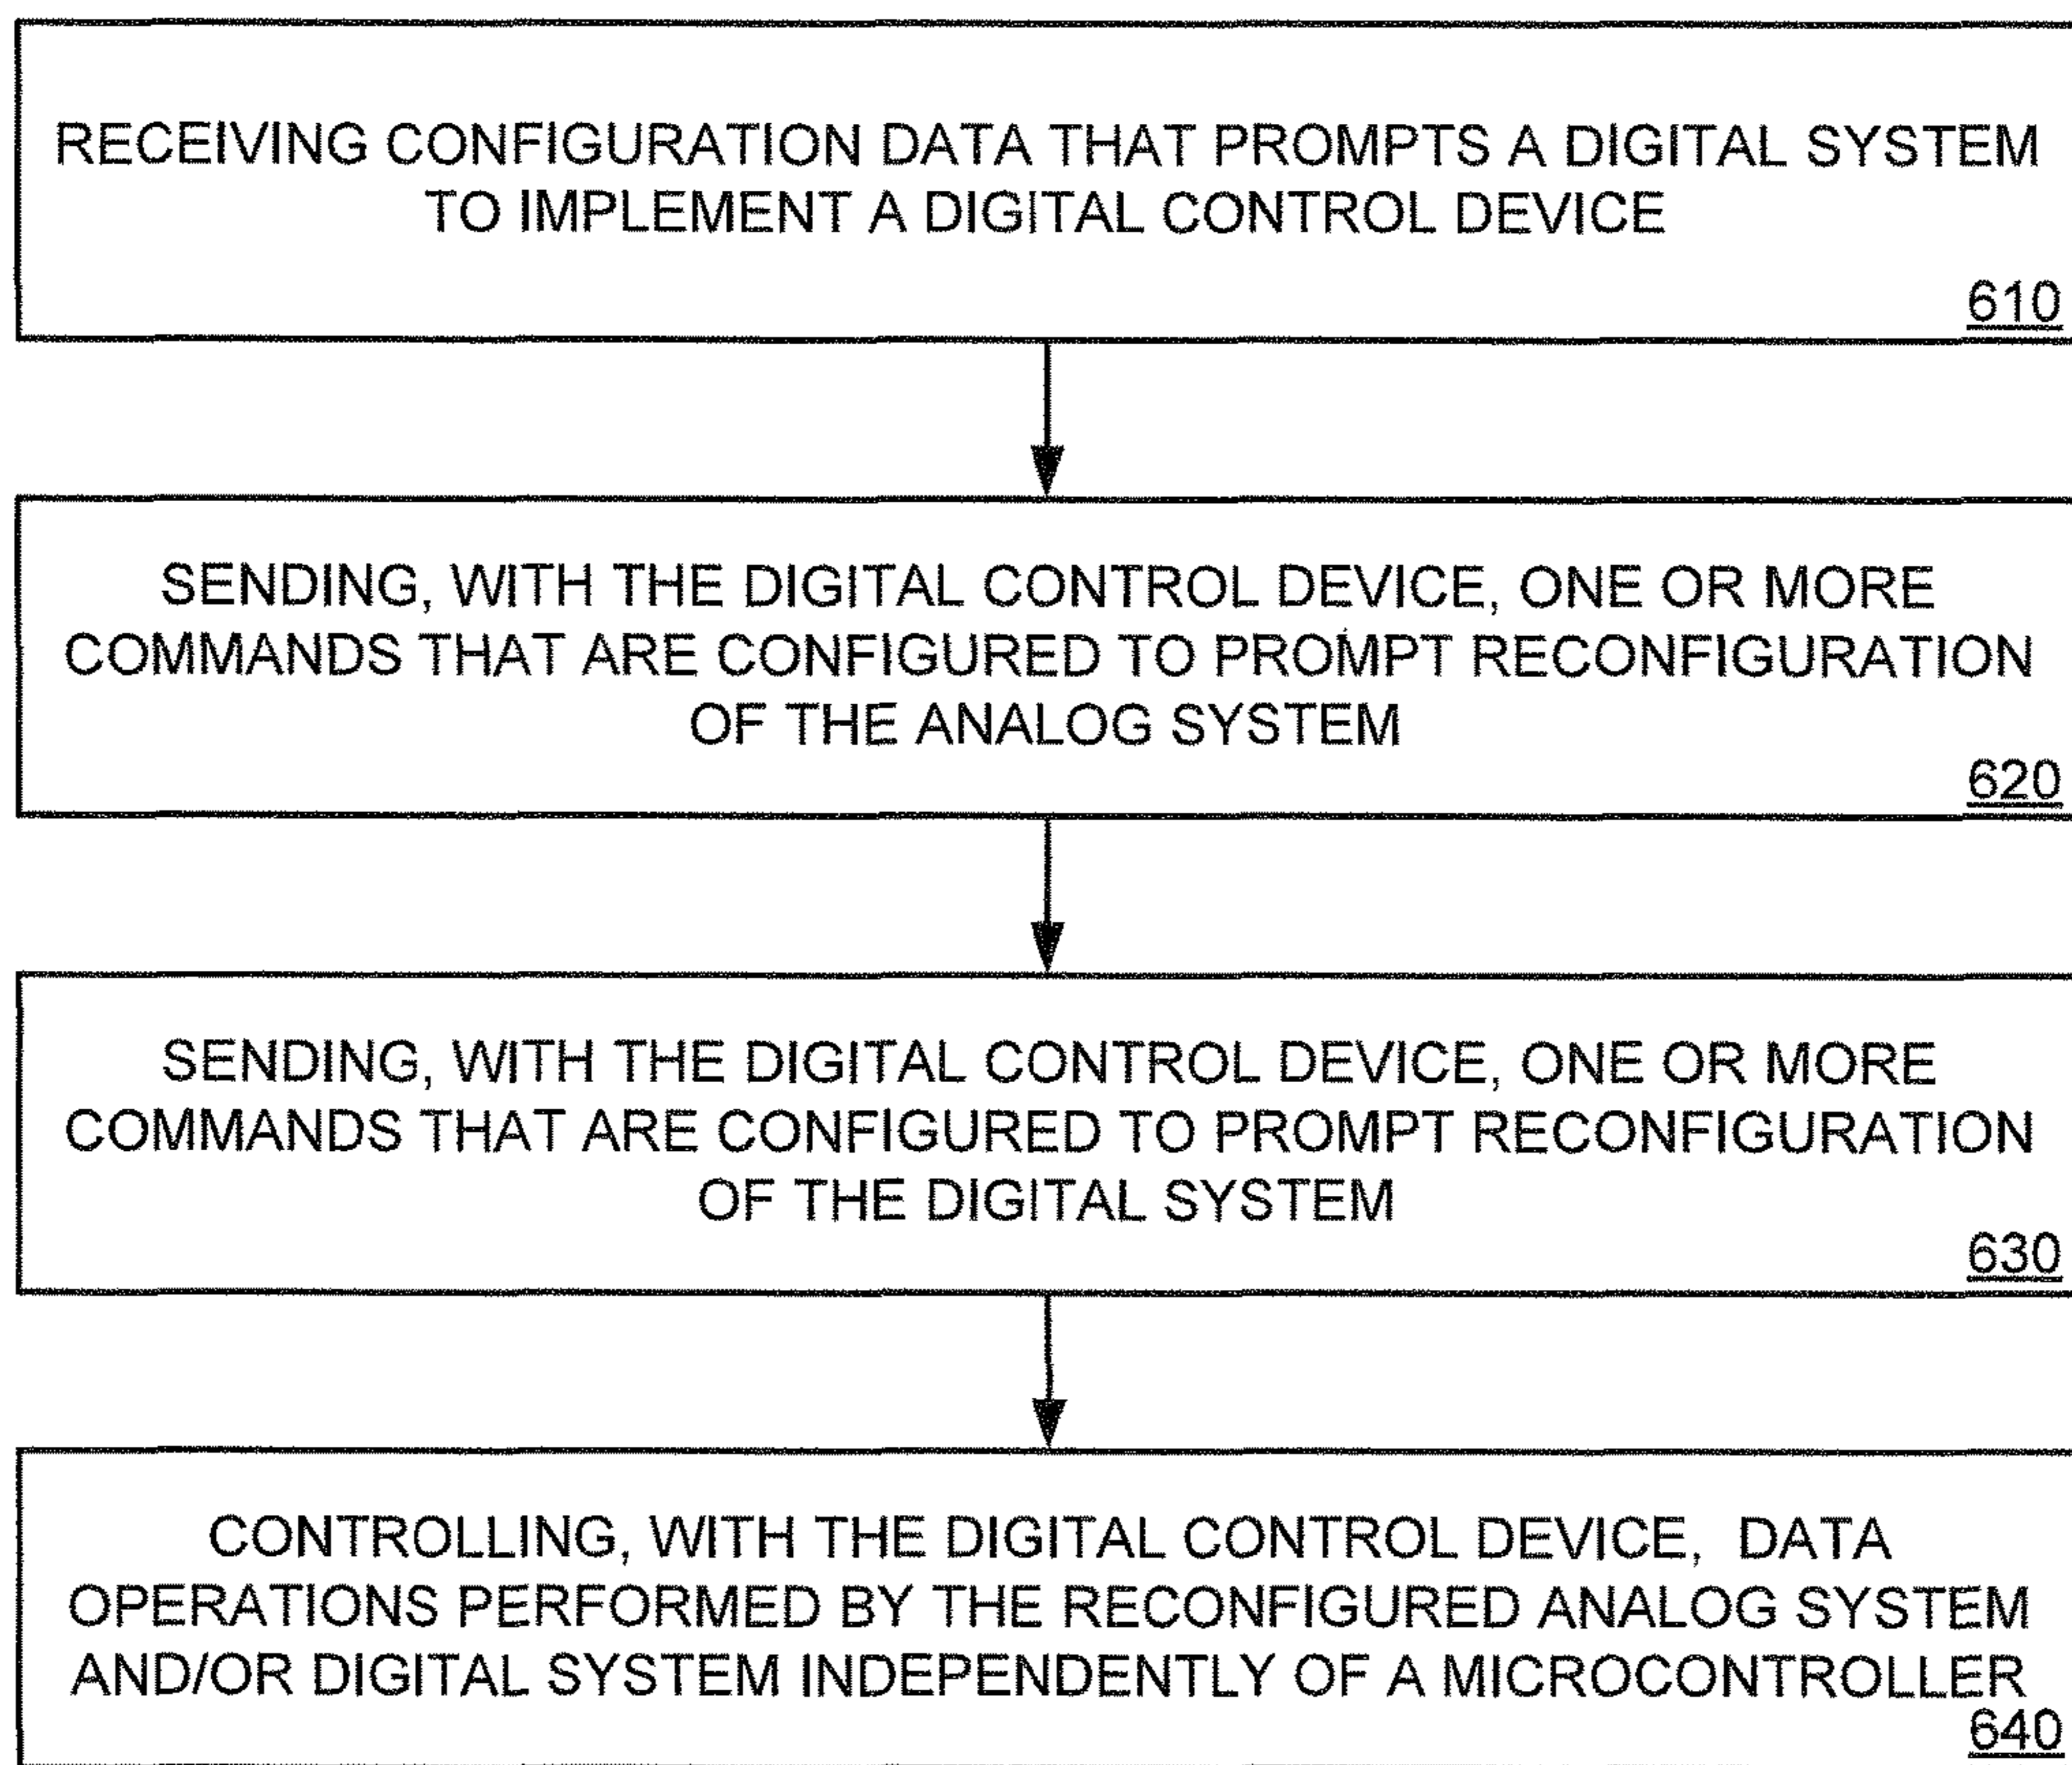 RECEIVING CONFIGURATION DATA THAT PROMPTS A DIGITAL SYSTEM
TO IMPLEMENT A DIGITAL CONTROL DEVICE
610
SENDING, WITH THE DIGITAL CONTROL DEVICE, ONE OR MORE
COMMANDS THAT ARE CONFIGURED TO PROMPT RECONFIGURATION
OF THE ANALOG SYSTEM
620
SENDING, WITH THE DIGITAL CONTROL DEVICE, ONE OR MORE
COMMANDS THAT ARE CONFIGURED TO PROMPT RECONFIGURATION
OF THE DIGITAL SYSTEM
630
CONTROLLING, WITH THE DIGITAL CONTROL DEVICE, DATA
OPERATIONS PERFORMED BY THE RECONFIGURED ANALOG SYSTEM
AND/OR DIGITAL SYSTEM INDEPENDENTLY OF A MICROCONTROLLER
640